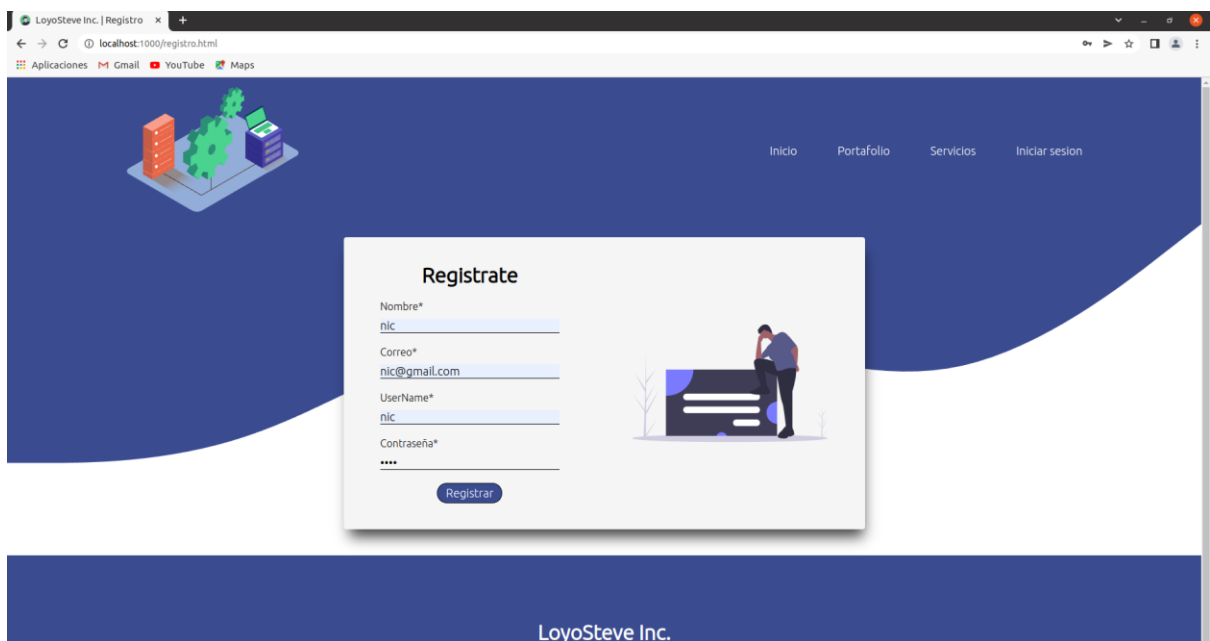 LoyoSteve Inc. | Registro
localhost:1000/registro.html
Aplicaciones Gmail YouTube Maps
Inicio Portafolio Servicios Iniciar sesion
Registrate
Nombre*
nic
Correo*
nic@gmail.com
UserName*
nic
Contraseña*
••••
Registrar
LoyoSteve Inc.